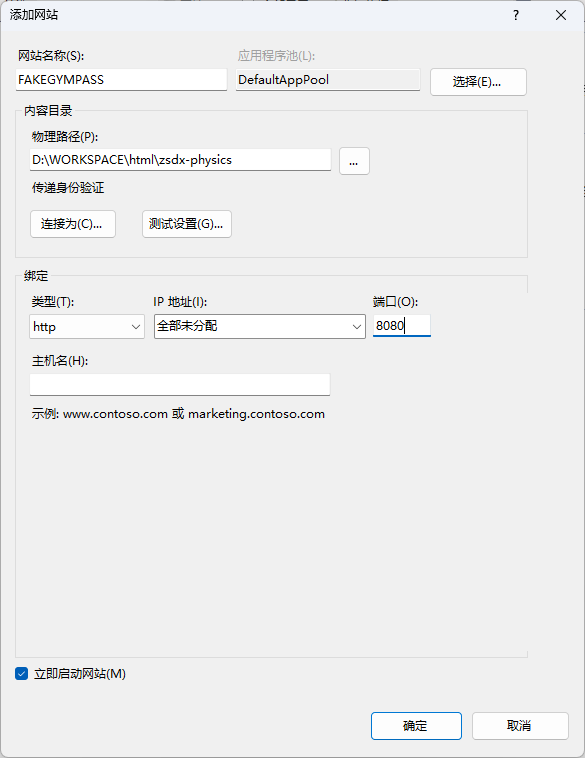 添加网站
?
网站名称(S):
应用程序池(L):
FAKEGYMPASS
DefaultAppPool
选择(E)...
内容目录
物理路径(P):
D:\WORKSPACE\html\zsdx-physics
...
传递身份验证
连接为(C)...
测试设置(G)...
绑定
类型(T):
IP 地址(I):
端口(O):
http
全部未分配
8080
主机名(H):
示例: www.contoso.com 或 marketing.contoso.com
立即启动网站(M)
确定
取消